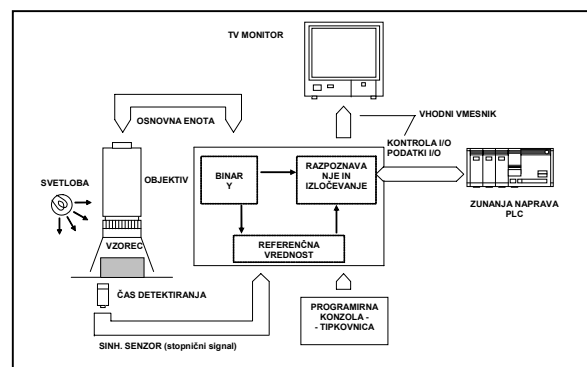 TV MONITOR
OSNOVNA ENOTA
VHODNI VMESNIK
KONTROLA I/O
PODATKI I/O
SVETLOBA
OBJEKTIV
BINAR
Y
RAZPOZNAVA
NJE IN
IZLOČEVANJE
ZUNANJA NAPRAVA
PLC
VZOREC
REFERENČNA
VREDNOST
ČAS DETEKTIRANJA
PROGRAMIRNA
KONZOLA -
- TIPKOVNICA
SINH. SENZOR (stopnični signal)